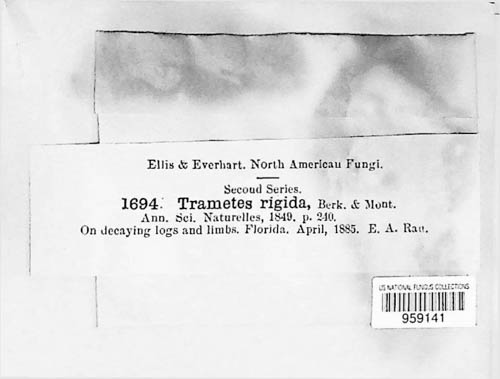 Ellis & Everhart. North American Fungi.
Second Series.
1694. Trametes rigida, Berk. & Mont.
Ann. Sci. Naturelles, 1849. p. 240.
On decaying logs and limbs. Florida. April, 1885. E. A. Rau.
US NATIONAL FUNGUS COLLECTIONS
959141